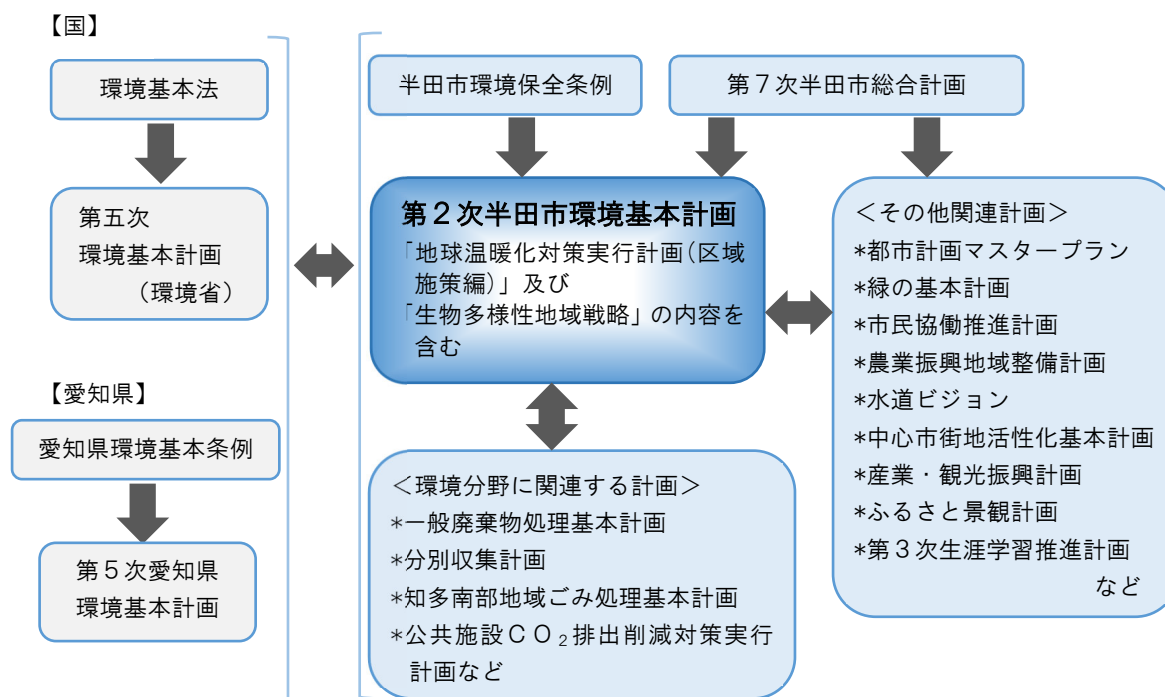 【国】
環境基本法
第五次
環境基本計画
（環境省）
【愛知県】
愛知県環境基本条例
第５次愛知県
環境基本計画
半田市環境保全条例
第７次半田市総合計画
第２次半田市環境基本計画
「地球温暖化対策実行計画（区域
施策編）」及び
「生物多様性地域戦略」の内容を
含む
＜環境分野に関連する計画＞
*一般廃棄物処理基本計画
*分別収集計画
*知多南部地域ごみ処理基本計画
*公共施設ＣＯ₂排出削減対策実行
計画など
＜その他関連計画＞
*都市計画マスタープラン
*緑の基本計画
*市民協働推進計画
*農業振興地域整備計画
*水道ビジョン
*中心市街地活性化基本計画
*産業・観光振興計画
*ふるさと景観計画
*第３次生涯学習推進計画
など